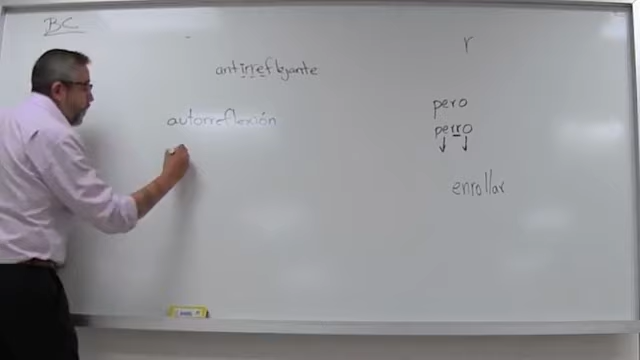 BC
r
antirreflejante
pero
autorreflexión
perro
enrollar